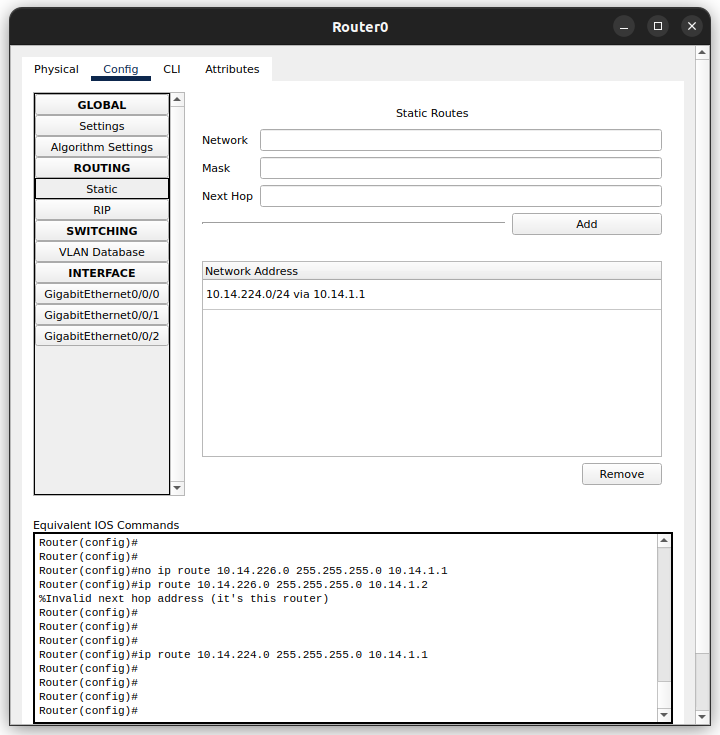 Router0
Physical
Config
CLI
Attributes
GLOBAL
Settings
Algorithm Settings
ROUTING
Static
RIP
SWITCHING
VLAN Database
INTERFACE
GigabitEthernet0/0/0
GigabitEthernet0/0/1
GigabitEthernet0/0/2
Static Routes
Network
Mask
Next Hop
Add
Network Address
10.14.224.0/24 via 10.14.1.1
Remove
Equivalent IOS Commands
Router(config)#
Router(config)#
Router(config)#no ip route 10.14.226.0 255.255.255.0 10.14.1.1
Router(config)#ip route 10.14.226.0 255.255.255.0 10.14.1.2
%Invalid next hop address (it's this router)
Router(config)#
Router(config)#
Router(config)#
Router(config)#ip route 10.14.224.0 255.255.255.0 10.14.1.1
Router(config)#
Router(config)#
Router(config)#
Router(config)#